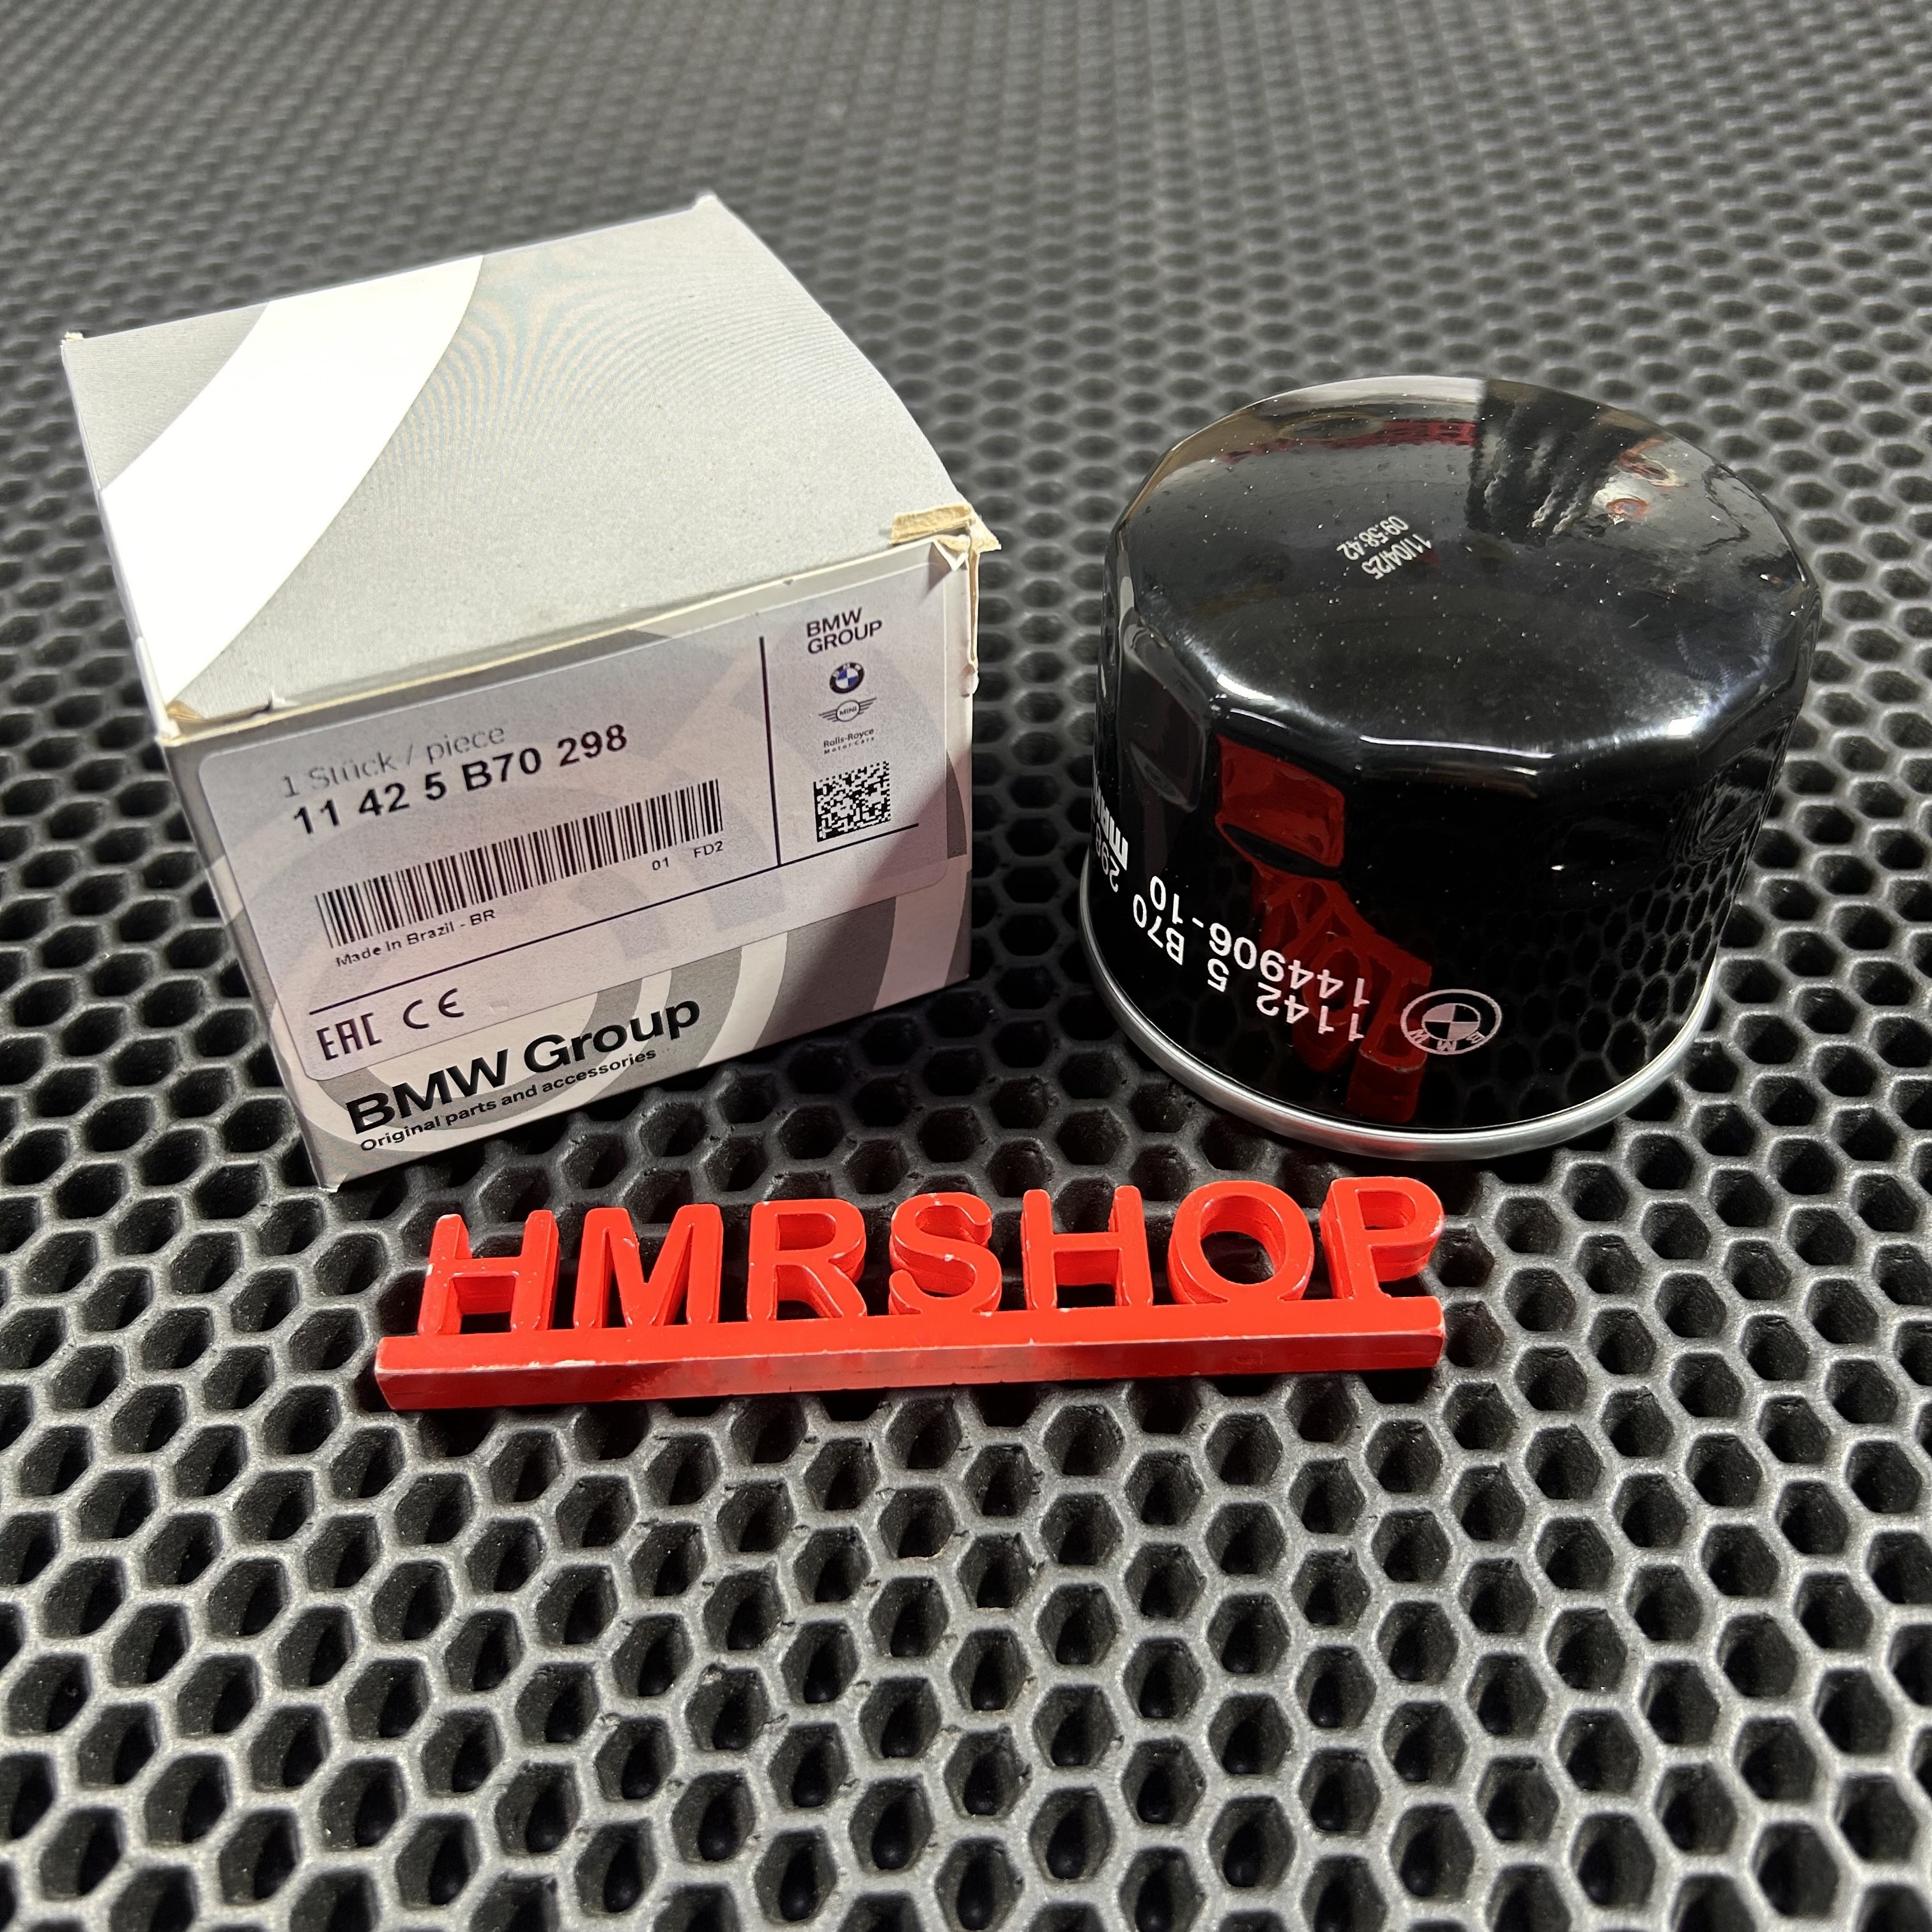 1 Stück / piece
11 42 5 B70 298
01 FD2
Made In Brazil - BR
EAC CE
BMW
GROUP
MINI
Rolls-Royce
Motor Cars
BMW Group
Original parts and accessories
11/04/25
09:58:42
1142 5 B70 298
144906-10
BMW
HMRSHOP